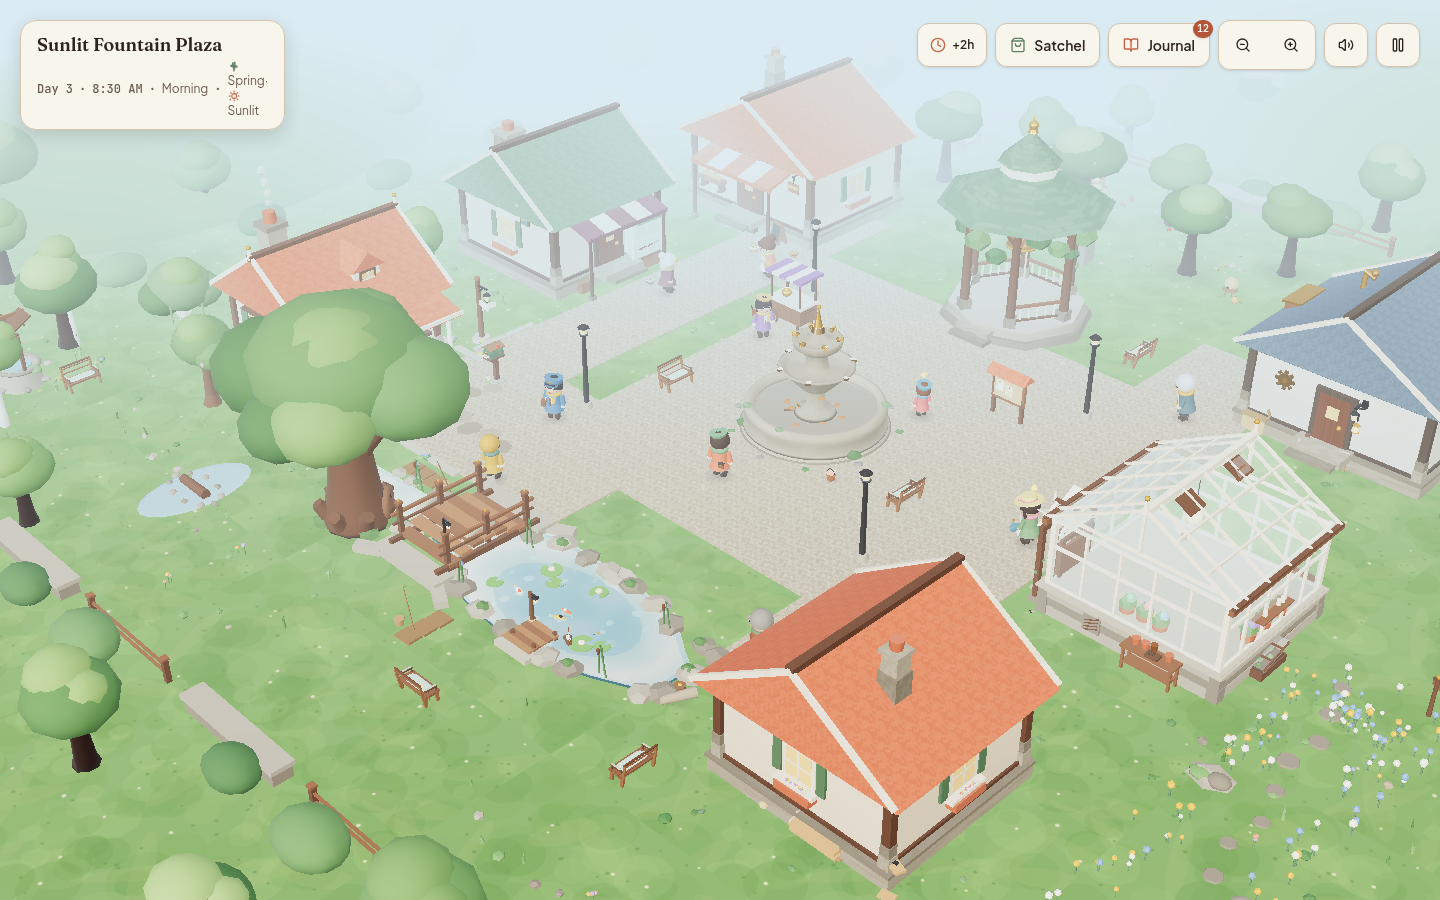 Sunlit Fountain Plaza
Day 3 · 8:30 AM · Morning · Spring· Sunlit
+2h
Satchel
Journal
12